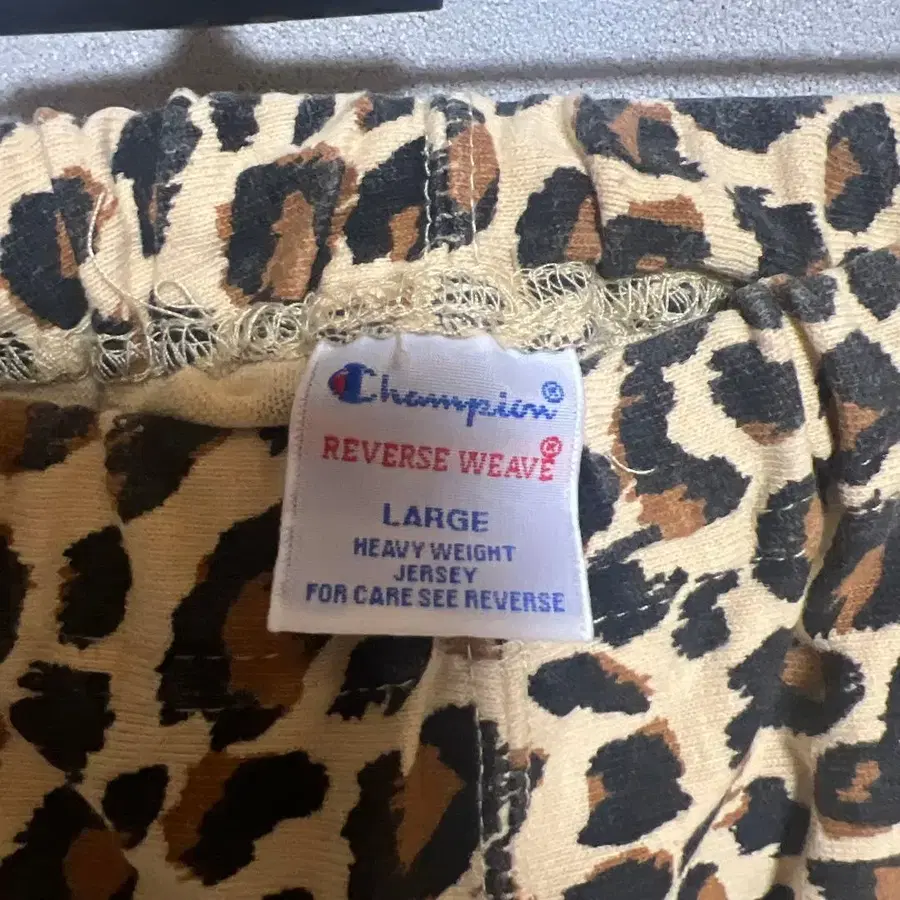 Champion®
REVERSE WEAVE®
LARGE
HEAVY WEIGHT
JERSEY
FOR CARE SEE REVERSE